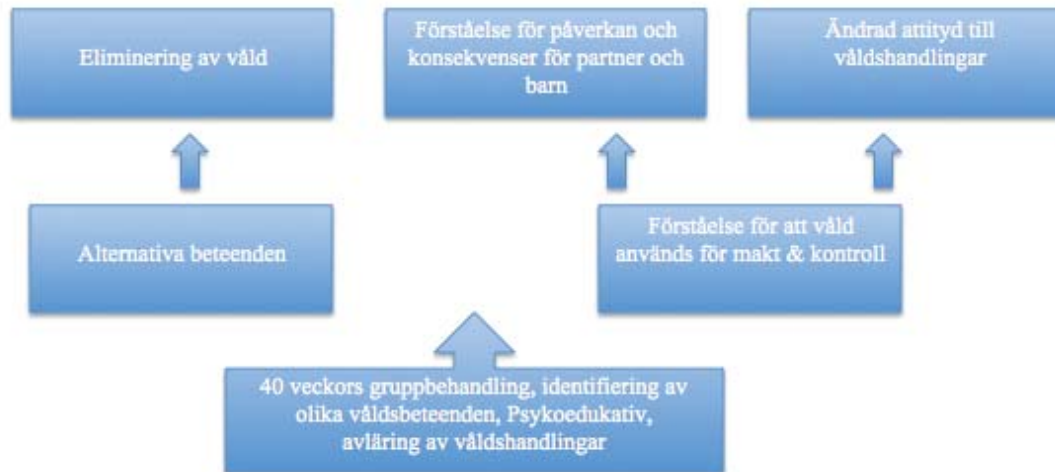 Eliminering av våld
Förståelse för påverkan och
konsekvenser för partner och
barn
Ändrad attityd till
våldshandlingar
Alternativa beteenden
Förståelse för att våld
används för makt & kontroll
40 veckors gruppbehandling, identifiering av
olika våldsbeteenden, Psykoedukativ,
avläring av våldshandlingar